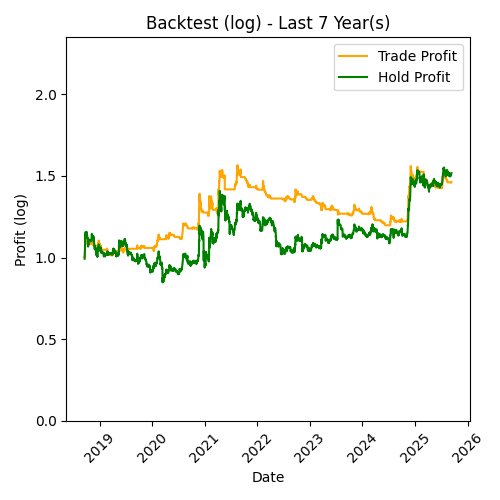 Backtest (log) - Last 7 Year(s)
Trade Profit
Hold Profit
Profit (log)
2.0
1.5
1.0
0.5
0.0
2019 2020 2021 2022 2023 2024 2025 2026
Date